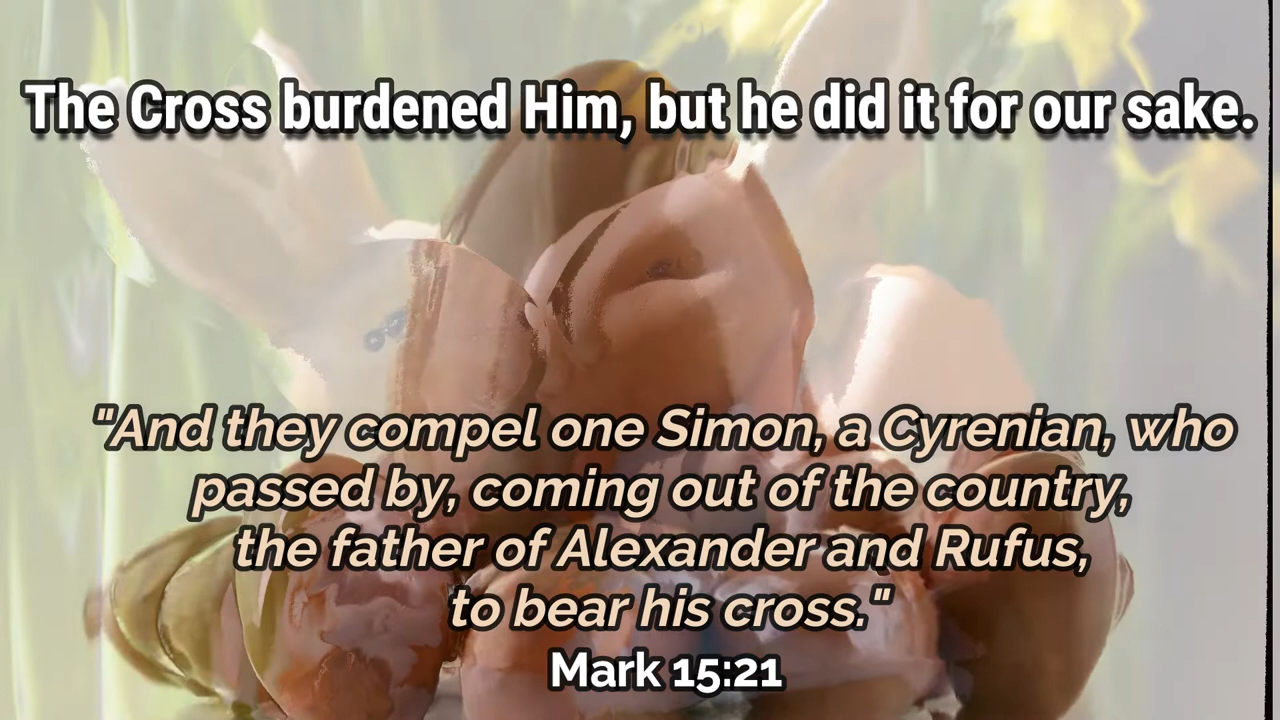 The Cross burdened Him, but he did it for our sake.
"And they compel one Simon, a Cyrenian, who
passed by, coming out of the country,
the father of Alexander and Rufus,
to bear his cross."
Mark 15:21